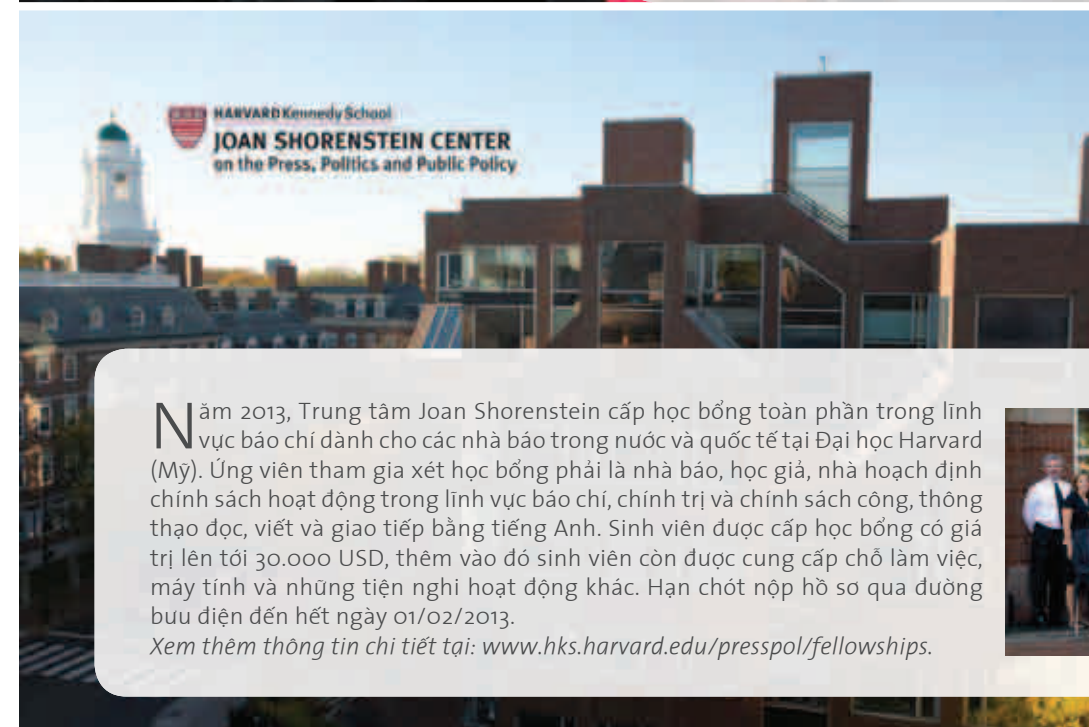 HARVARD Kennedy School
JOAN SHORENSTEIN CENTER
on the Press, Politics and Public Policy
Năm 2013, Trung tâm Joan Shorenstein cấp học bổng toàn phần trong lĩnh
vực báo chí dành cho các nhà báo trong nước và quốc tế tại Đại học Harvard
(Mỹ). Ứng viên tham gia xét học bổng phải là nhà báo, học giả, nhà hoạch định
chính sách hoạt động trong lĩnh vực báo chí, chính trị và chính sách công, thông
thạo đọc, viết và giao tiếp bằng tiếng Anh. Sinh viên được cấp học bổng có giá
trị lên tới 30.000 USD, thêm vào đó sinh viên còn được cung cấp chỗ làm việc,
máy tính và những tiện nghi hoạt động khác. Hạn chót nộp hồ sơ qua đường
bưu điện đến hết ngày 01/02/2013.
Xem thêm thông tin chi tiết tại: www.hks.harvard.edu/presspol/fellowships.